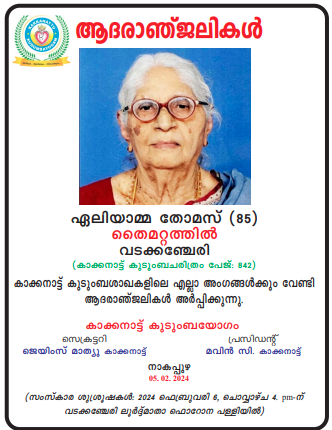 ആദരാഞ്ജലികൾ
ഏലിയാമ്മ തോമസ് (85)
തൈമറ്റത്തിൽ
വടക്കഞ്ചേരി
(കാക്കനാട്ട് കുടുംബചരിത്രം പേജ്: 842)
കാക്കനാട്ട് കുടുംബശാഖകളിലെ എല്ലാ അംഗങ്ങൾക്കും വേണ്ടി
ആദരാഞ്ജലികൾ അർപ്പിക്കുന്നു.
കാക്കനാട്ട് കുടുംബയോഗം
സെക്രട്ടറി പ്രസിഡന്റ്
ജെയിംസ് മാത്യു കാക്കനാട്ട് മവിൻ സി. കാക്കനാട്ട്
നാകപ്പുഴ
05. 02. 2024
(സംസ്കാര ശുശ്രൂഷകൾ: 2024 ഫെബ്രുവരി 6, ചൊവ്വാഴ്ച 4. pm-ന്
വടക്കഞ്ചേരി ലൂർദ്ദ്മാതാ ഫൊറോന പള്ളിയിൽ)